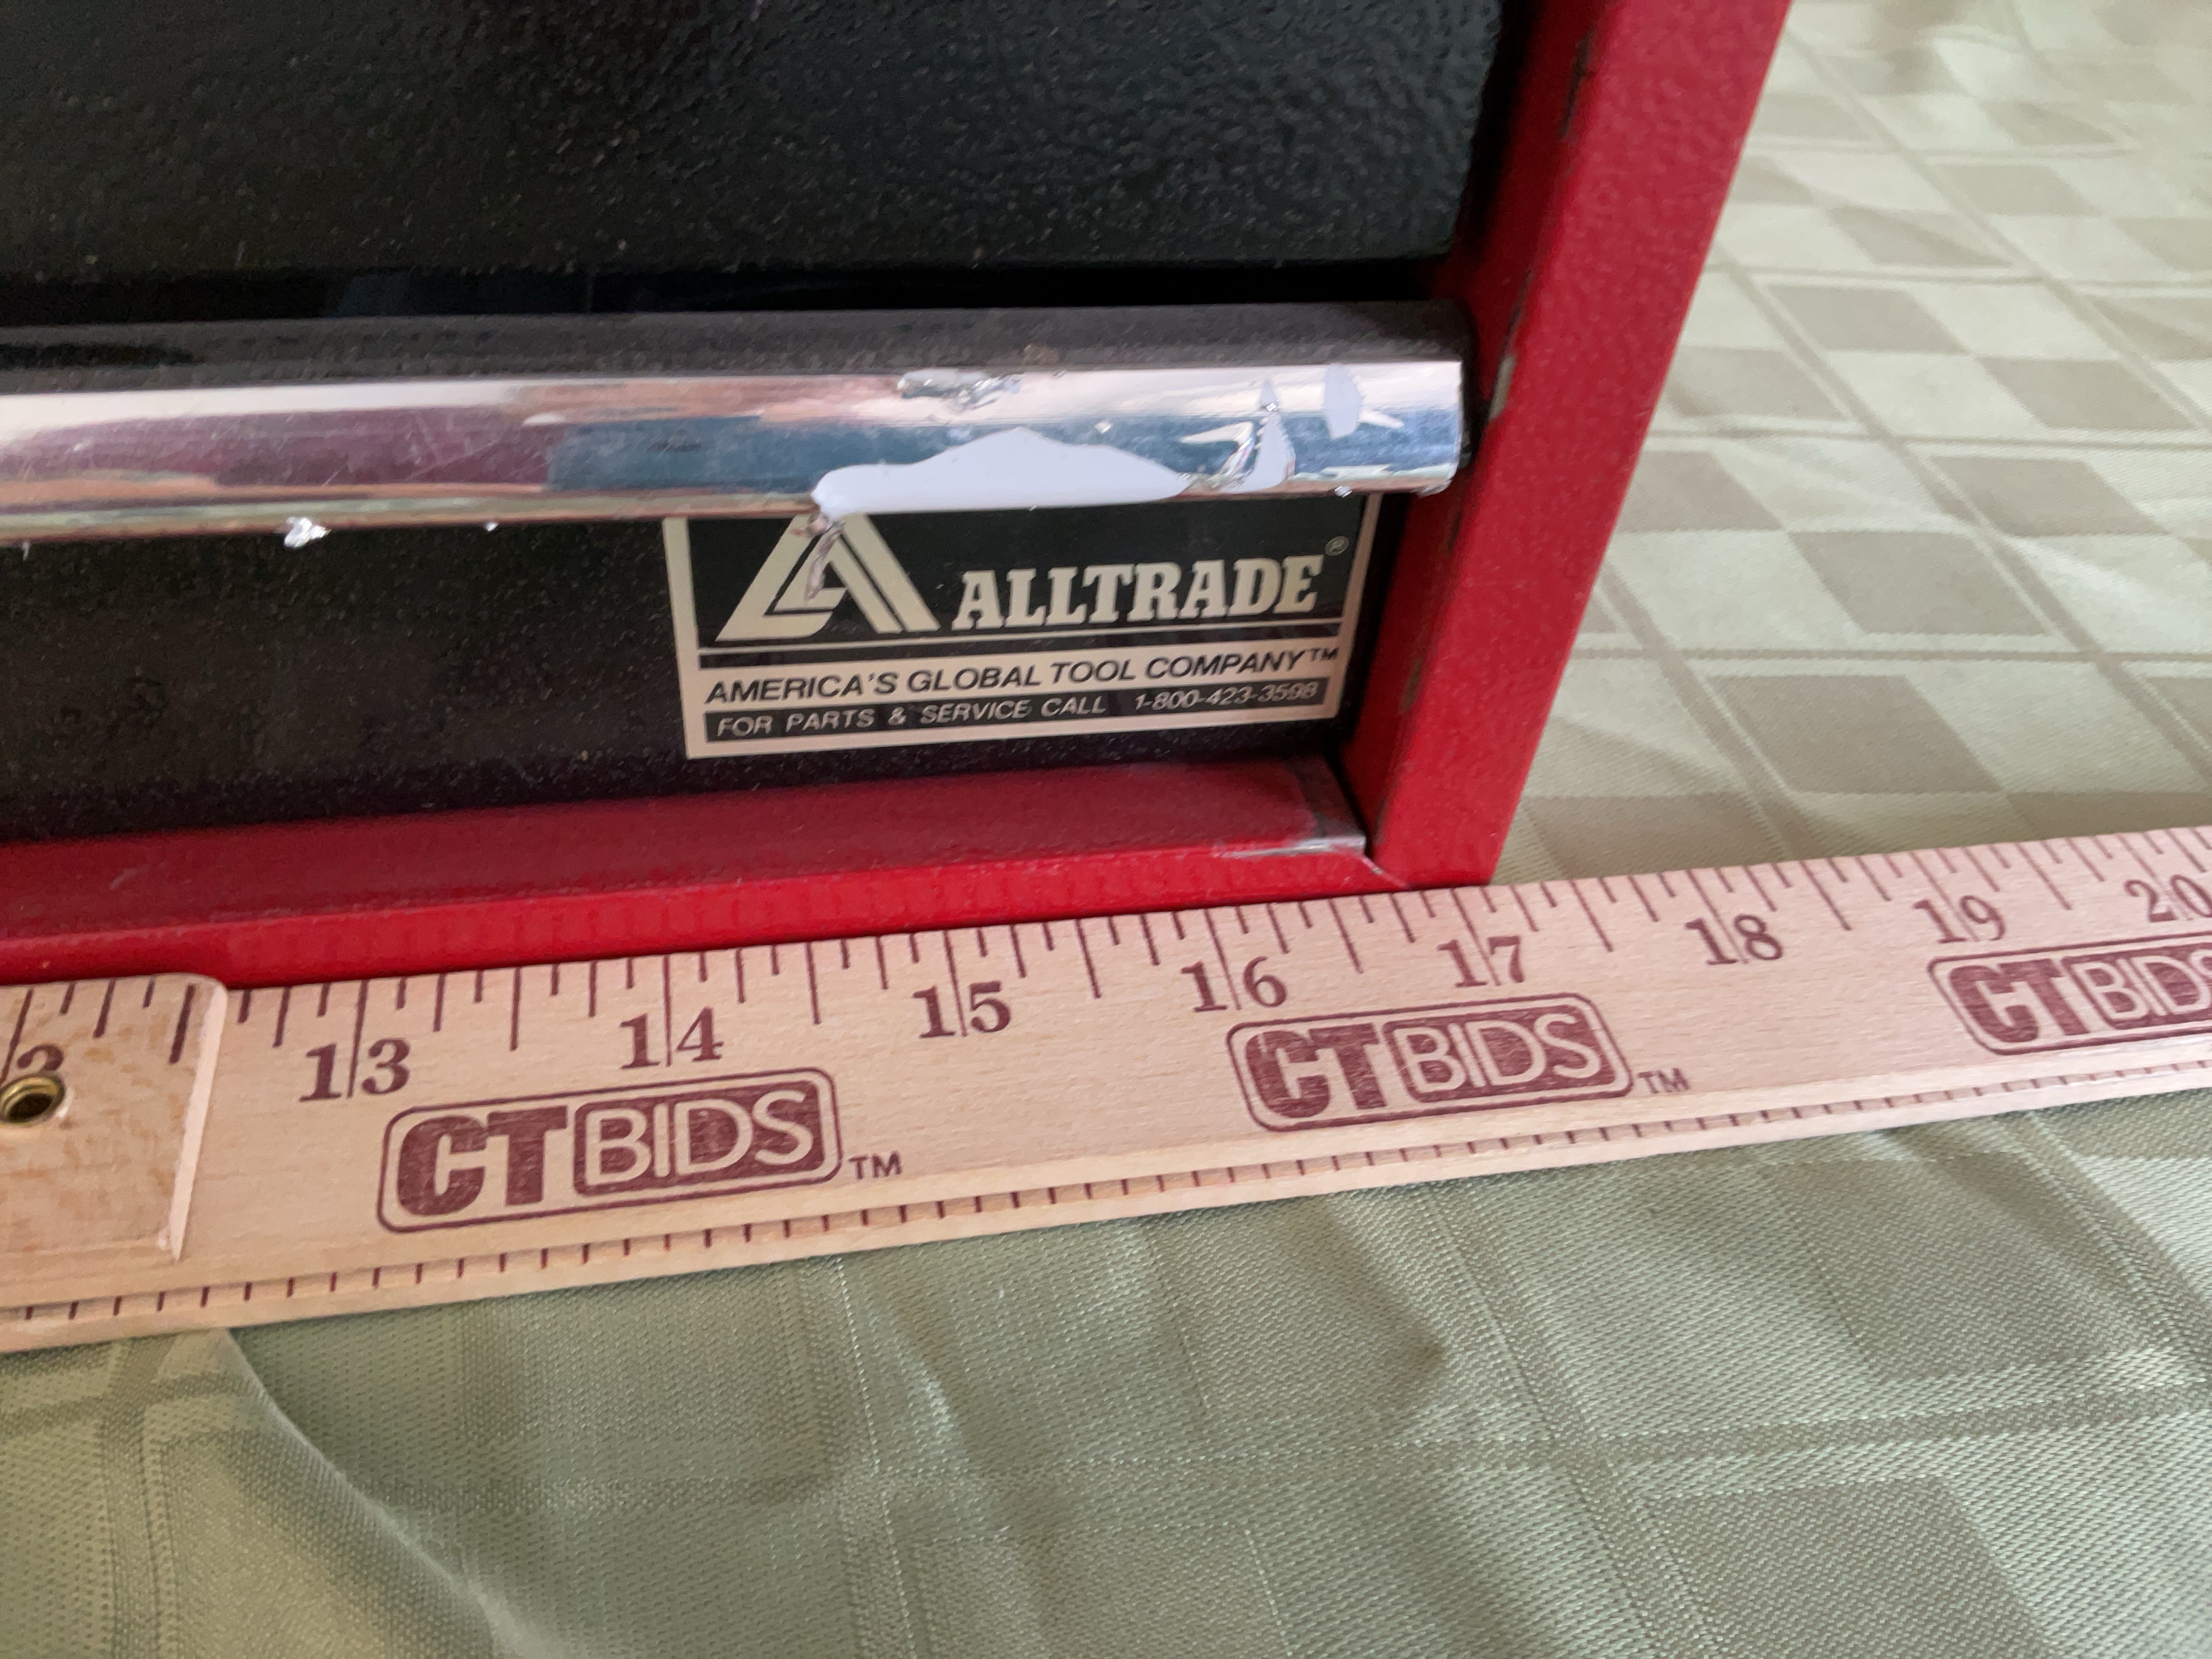 ALLTRADE®
AMERICA'S GLOBAL TOOL COMPANY™
FOR PARTS & SERVICE CALL 1-800-423-3598
13 14 15 16 17 18 19 20
CTBIDS™ CTBIDS™ CTBIDS